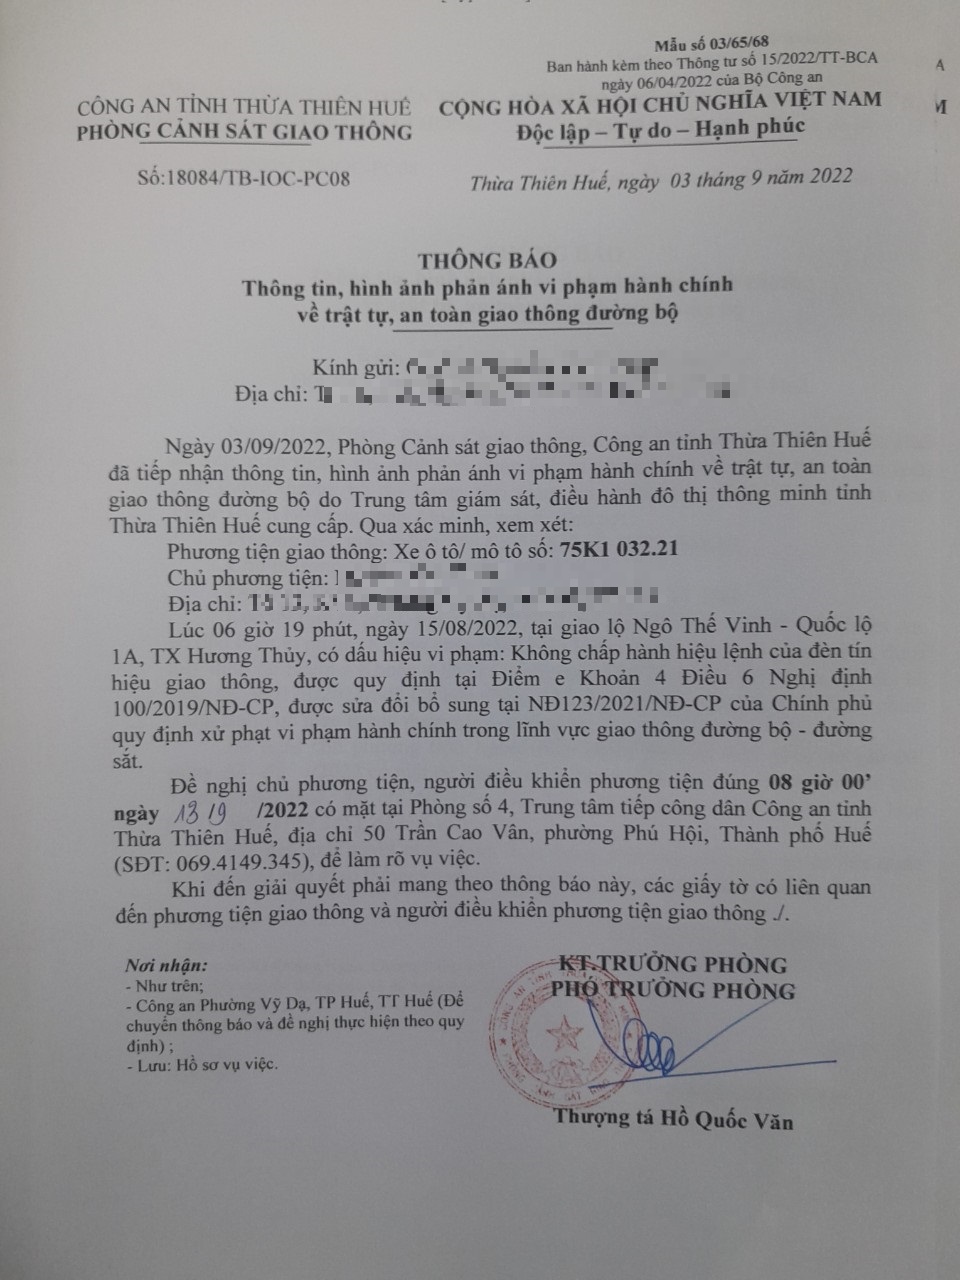 Mẫu số 03/65/68
Ban hành kèm theo Thông tư số 15/2022/TT-BCA
ngày 06/04/2022 của Bộ Công an
A
CÔNG AN TỈNH THỪA THIÊN HUẾ
CỘNG HÒA XÃ HỘI CHỦ NGHĨA VIỆT NAM
M
PHÒNG CẢNH SÁT GIAO THÔNG
Độc lập – Tự do – Hạnh phúc
Số:18084/TB-IOC-PC08
Thừa Thiên Huế, ngày 03 tháng 9 năm 2022
THÔNG BÁO
Thông tin, hình ảnh phản ánh vi phạm hành chính
về trật tự, an toàn giao thông đường bộ
Kính gửi:
Địa chỉ:
Ngày 03/09/2022, Phòng Cảnh sát giao thông, Công an tỉnh Thừa Thiên Huế
đã tiếp nhận thông tin, hình ảnh phản ánh vi phạm hành chính về trật tự, an toàn
giao thông đường bộ do Trung tâm giám sát, điều hành đô thị thông minh tỉnh
Thừa Thiên Huế cung cấp. Qua xác minh, xem xét:
Phương tiện giao thông: Xe ô tô/ mô tô số: 75K1 032.21
Chủ phương tiện:
Địa chỉ:
Lúc 06 giờ 19 phút, ngày 15/08/2022, tại giao lộ Ngô Thế Vinh - Quốc lộ
1A, TX Hương Thủy, có dấu hiệu vi phạm: Không chấp hành hiệu lệnh của đèn tín
hiệu giao thông, được quy định tại Điểm e Khoản 4 Điều 6 Nghị định
100/2019/NĐ-CP, được sửa đổi bổ sung tại NĐ123/2021/NĐ-CP của Chính phủ
quy định xử phạt vi phạm hành chính trong lĩnh vực giao thông đường bộ - đường
sắt.
Đề nghị chủ phương tiện, người điều khiển phương tiện đúng 08 giờ 00’
ngày 13/9 /2022 có mặt tại Phòng số 4, Trung tâm tiếp công dân Công an tỉnh
Thừa Thiên Huế, địa chỉ 50 Trần Cao Vân, phường Phú Hội, Thành phố Huế
(SĐT: 069.4149.345), để làm rõ vụ việc.
Khi đến giải quyết phải mang theo thông báo này, các giấy tờ có liên quan
đến phương tiện giao thông và người điều khiển phương tiện giao thông ./.
Nơi nhận:
- Như trên;
- Công an Phường Vỹ Dạ, TP Huế, TT Huế (Để
chuyển thông báo và đề nghị thực hiện theo quy
định) ;
- Lưu: Hồ sơ vụ việc.
KT.TRƯỞNG PHÒNG
PHÓ TRƯỞNG PHÒNG
Thượng tá Hồ Quốc Văn